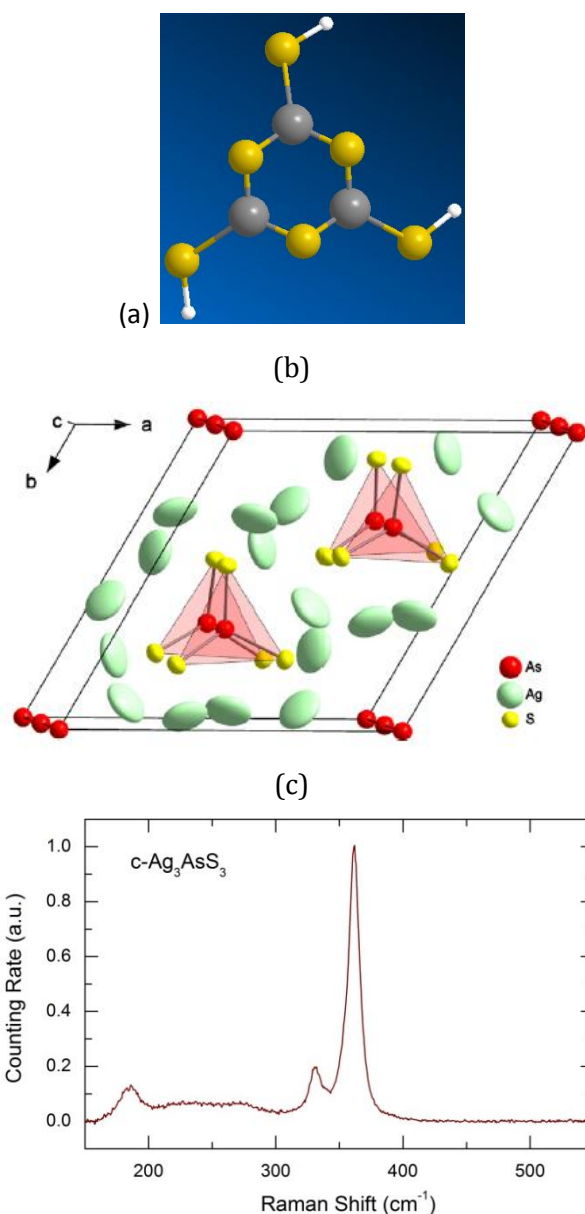 (a)
(b)
c
a
b
As
Ag
S
(c)
c-Ag₃AsS₃
Counting Rate (a.u.)
1.0
0.8
0.6
0.4
0.2
0.0
200
300
400
500
Raman Shift (cm⁻¹)